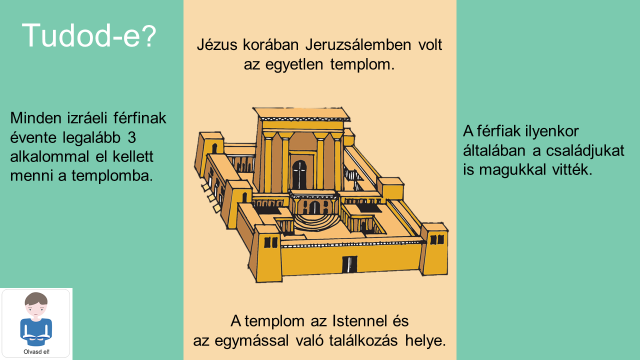 Tudod-e?
Minden izráeli férfinak
évente legalább 3
alkalommal el kellett
menni a templomba.
Jézus korában Jeruzsálemben volt
az egyetlen templom.
A templom az Istennel és
az egymással való találkozás helye.
A férfiak ilyenkor
általában a családjukat
is magukkal vitték.
Olvasd el!